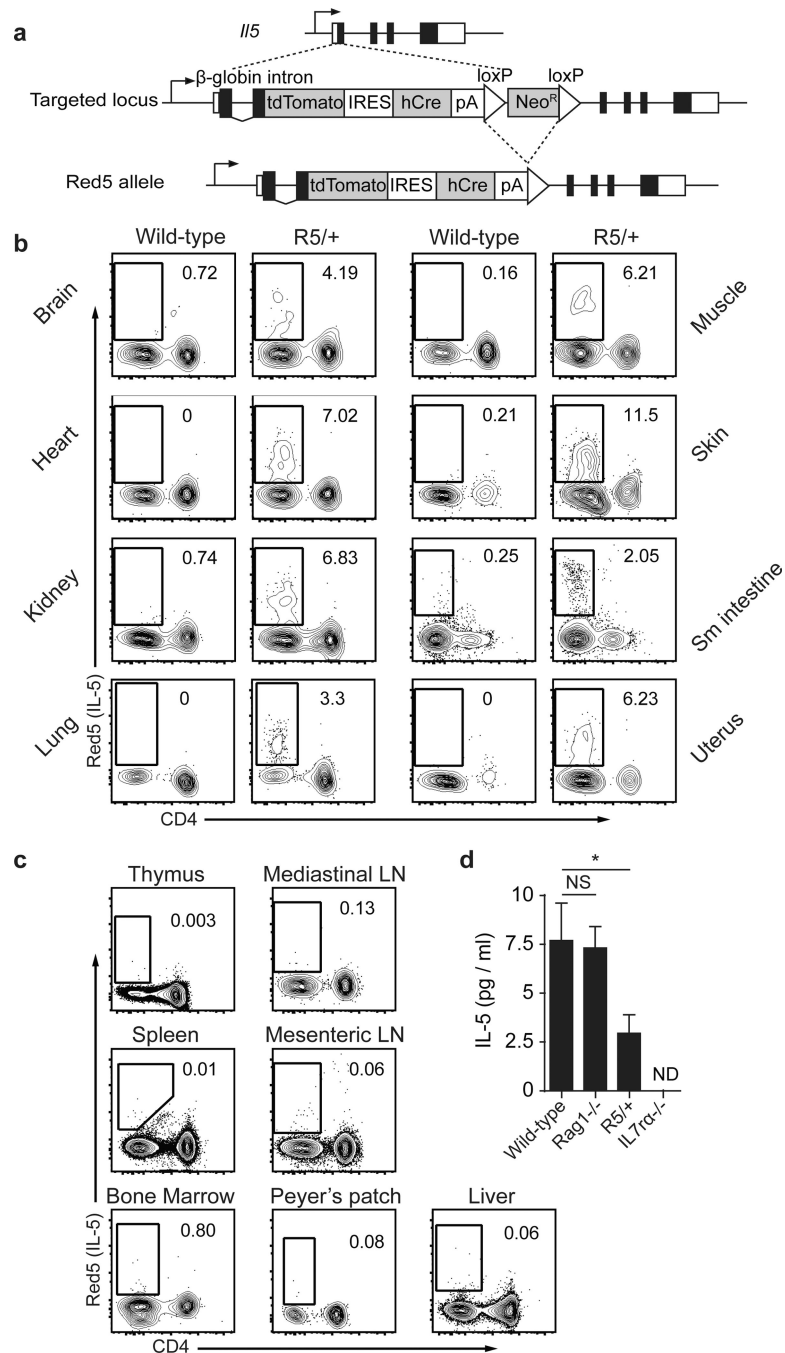 a
Il5
β-globin intron
loxP loxP
Targeted locus
tdTomato IRES hCre pA Neo^R
Red5 allele
tdTomato IRES hCre pA
b
Wild-type R5/+ Wild-type R5/+
Brain 0.72 4.19 0.16 6.21 Muscle
Heart 0 7.02 0.21 11.5 Skin
Kidney 0.74 6.83 0.25 2.05 Sm intestine
Lung 0 3.3 0 6.23 Uterus
Red5 (IL-5)
CD4
c
Thymus Mediastinal LN
0.003 0.13
Spleen Mesenteric LN
0.01 0.06
Bone Marrow Peyer's patch Liver
0.80 0.08 0.06
Red5 (IL-5)
CD4
d
*
NS
10
7.5
5
2.5
0
IL-5 (pg / ml)
ND
Wild-type
Rag1-/-
R5/+
IL7rα-/-